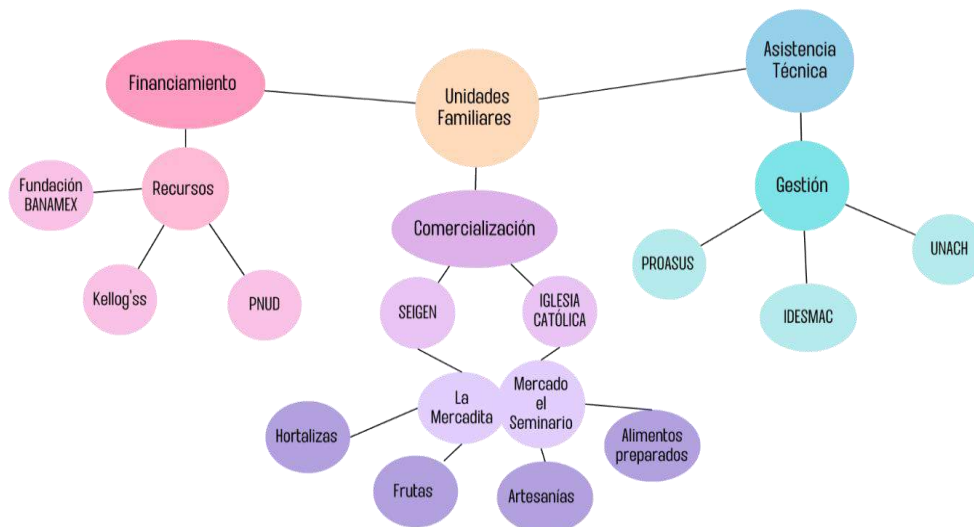 Financiamiento
Unidades
Familiares
Asistencia
Técnica
Fundación
BANAMEX
Recursos
Gestión
Comercialización
Kellog'ss
PNUD
SEIGEN
IGLESIA
CATÓLICA
PROASUS
IDESMAC
UNACH
La
Mercadita
Mercado
el
Seminario
Hortalizas
Frutas
Artesanías
Alimentos
preparados